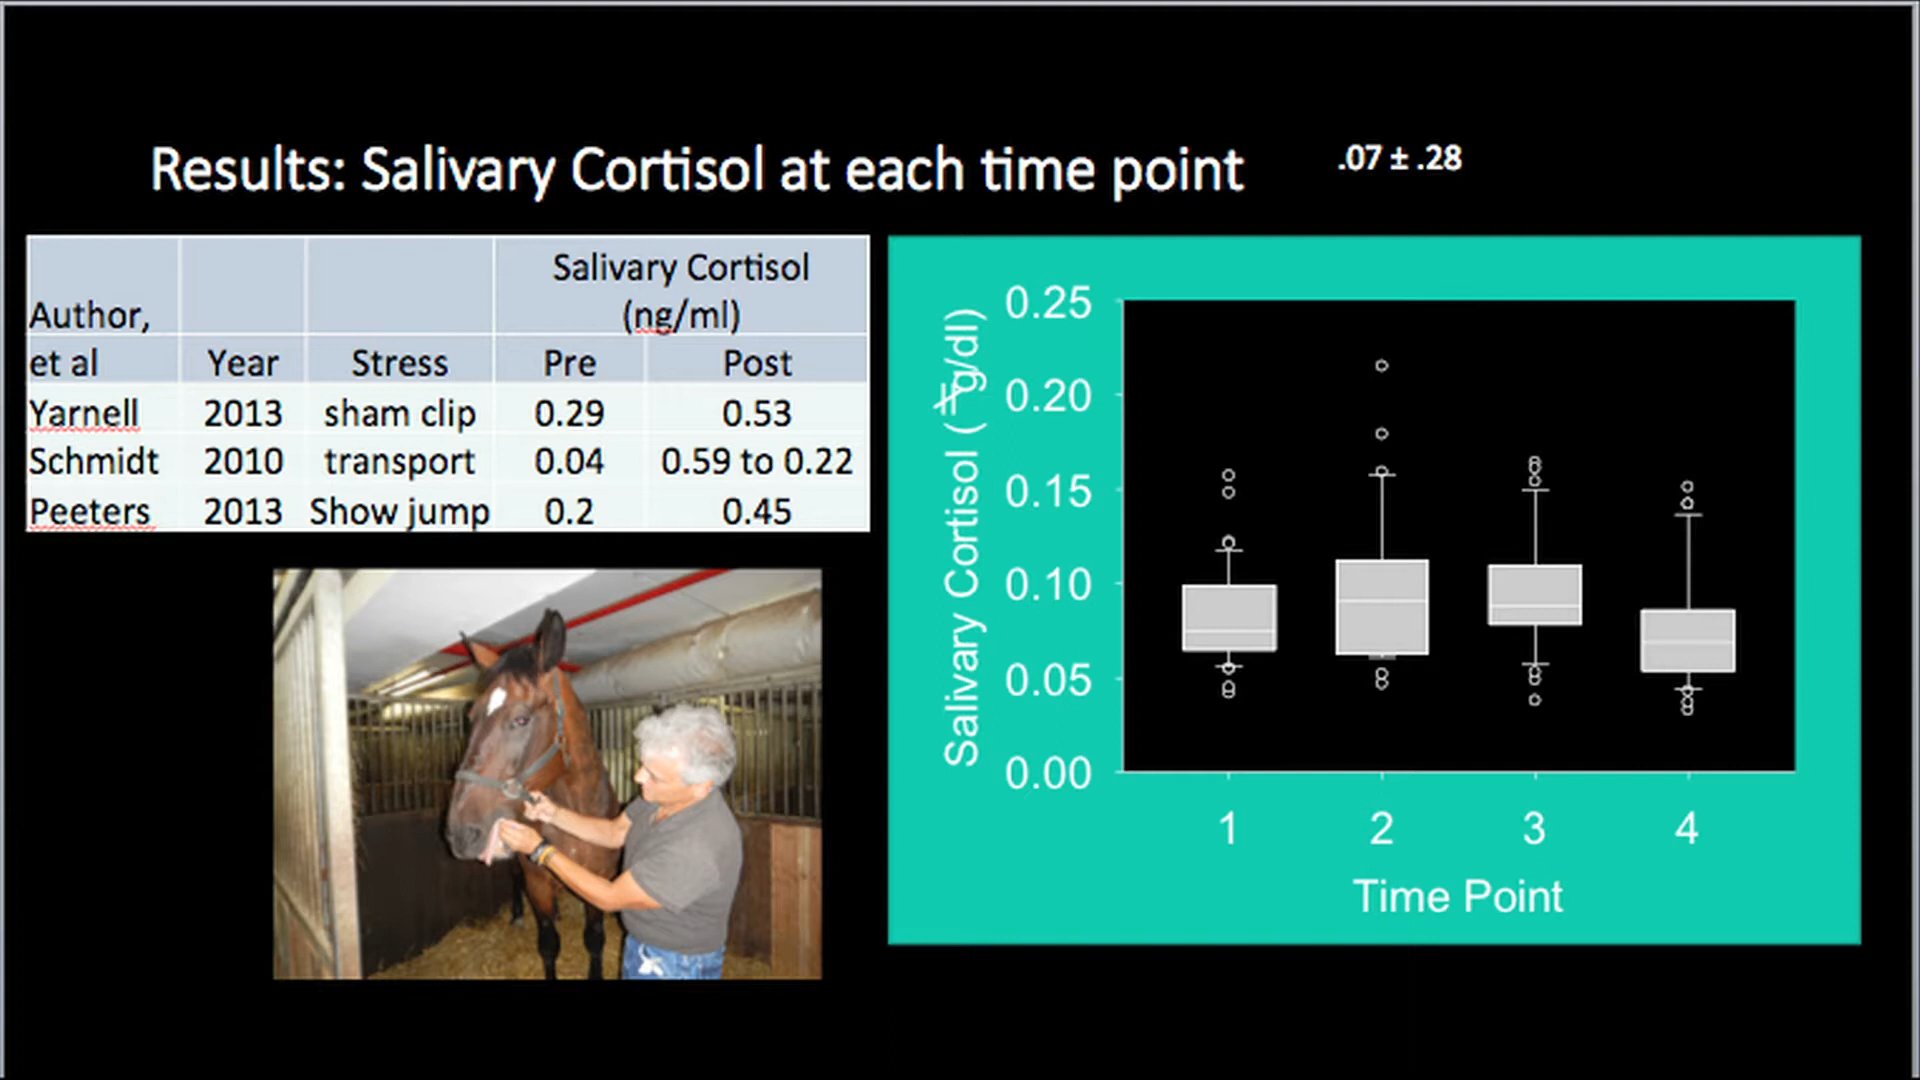 Results: Salivary Cortisol at each time point
.07 ± .28
Salivary Cortisol
(ng/ml)
Author,
et al Year Stress Pre Post
Yarnell 2013 sham clip 0.29 0.53
Schmidt 2010 transport 0.04 0.59 to 0.22
Peeters 2013 Show jump 0.2 0.45
Salivary Cortisol ( g/dl)
0.25
0.20
0.15
0.10
0.05
0.00
1 2 3 4
Time Point